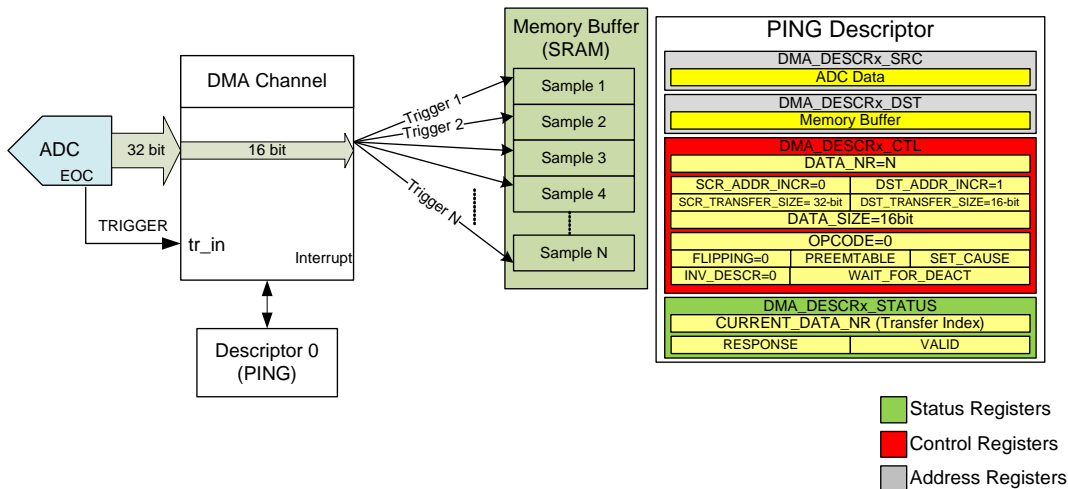 ADC
EOC
32 bit
TRIGGER
DMA Channel
16 bit
tr_in
Interrupt
Descriptor 0
(PING)
Trigger 1
Trigger 2
Trigger N
Memory Buffer
(SRAM)
Sample 1
Sample 2
Sample 3
Sample 4
Sample N
PING Descriptor
DMA_DESCRx_SRC
ADC Data
DMA_DESCRx_DST
Memory Buffer
DMA_DESCRx_CTL
DATA_NR=N
SCR_ADDR_INCR=0 DST_ADDR_INCR=1
SCR_TRANSFER_SIZE= 32-bit DST_TRANSFER_SIZE=16-bit
DATA_SIZE=16bit
OPCODE=0
FLIPPING=0 PREEMTABLE SET_CAUSE
INV_DESCR=0 WAIT_FOR_DEACT
DMA_DESCRx_STATUS
CURRENT_DATA_NR (Transfer Index)
RESPONSE VALID
Status Registers
Control Registers
Address Registers